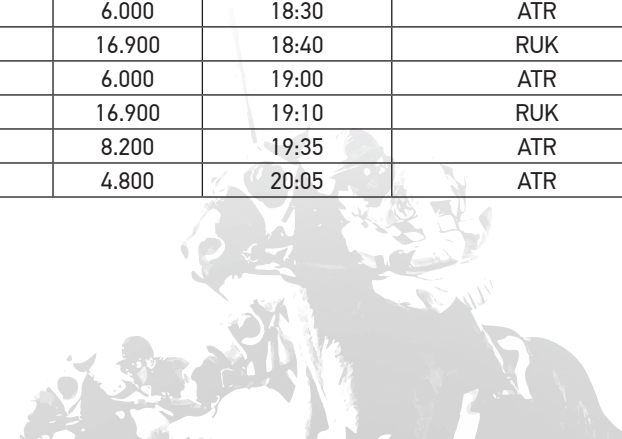 6.000 18:30 ATR
16.900 18:40 RUK
6.000 19:00 ATR
16.900 19:10 RUK
8.200 19:35 ATR
4.800 20:05 ATR